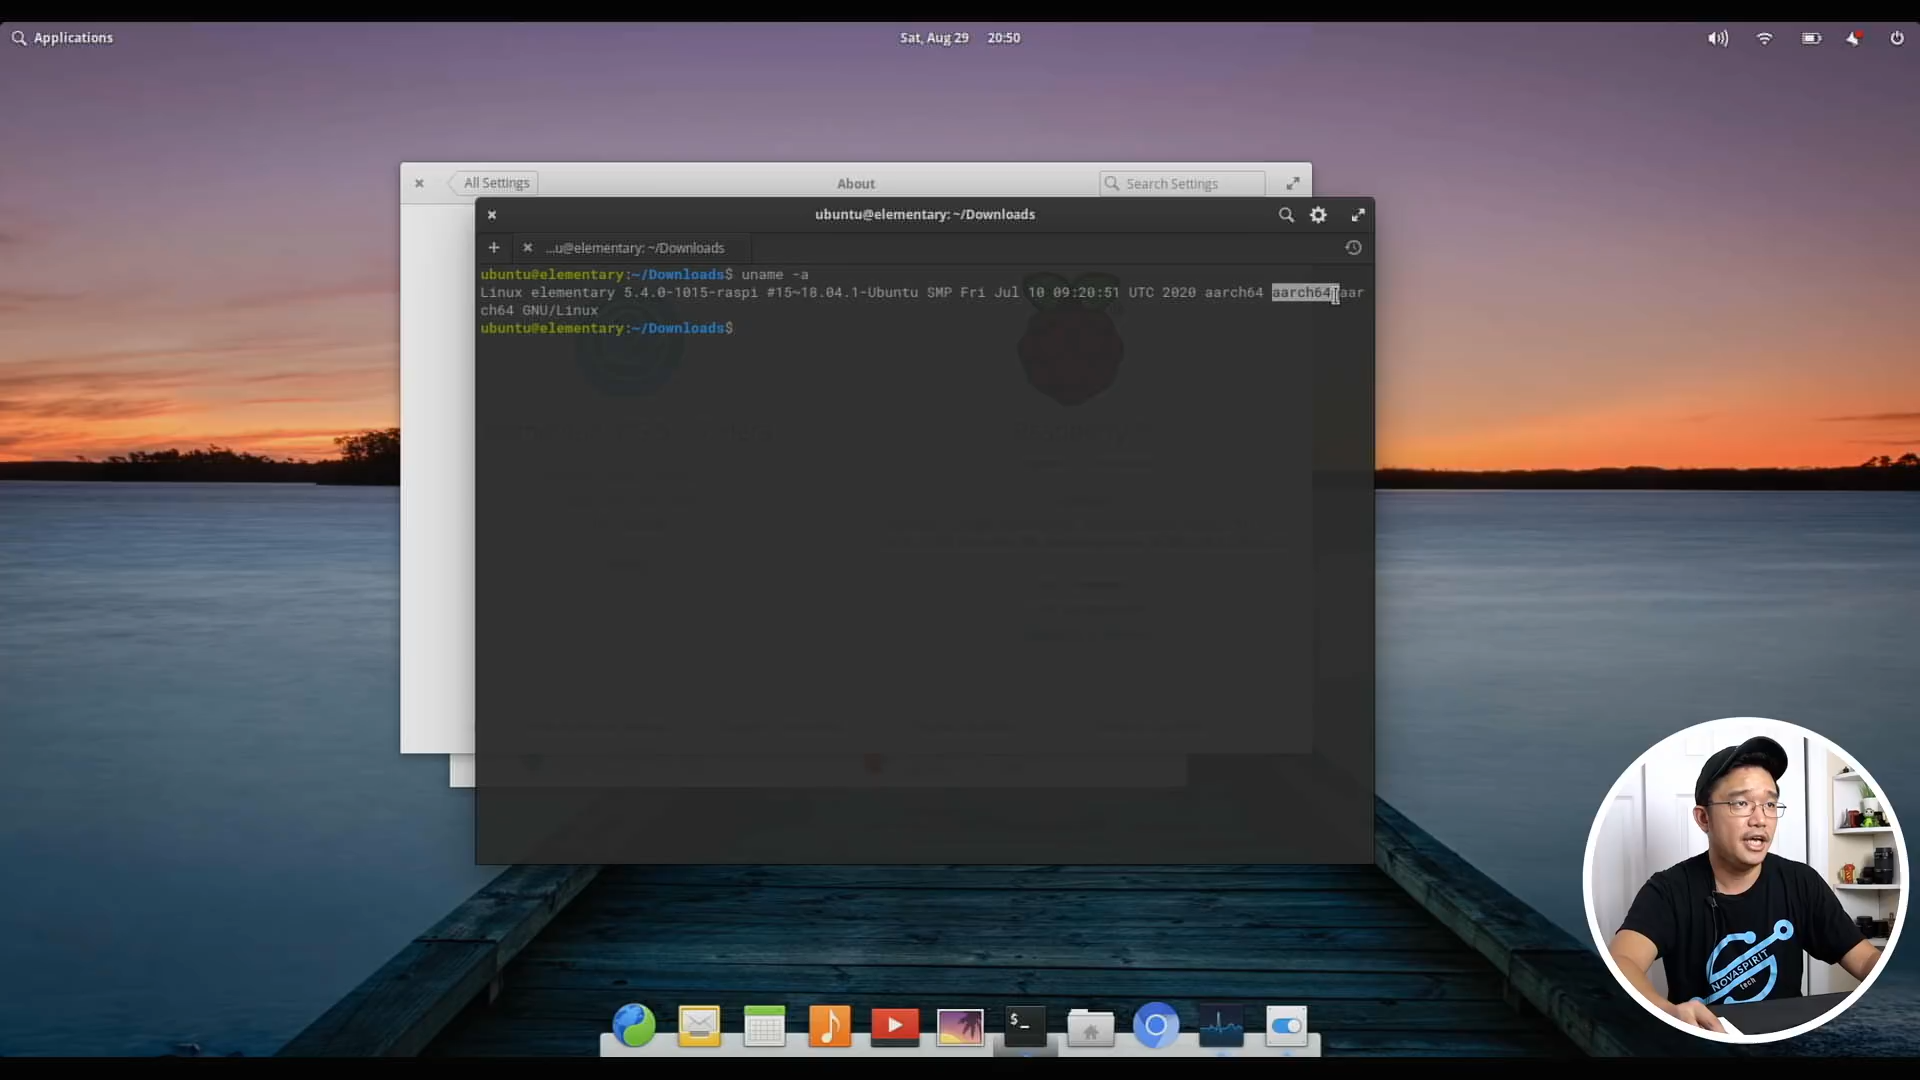 Applications
Sat, Aug 29 20:50
All Settings
About
Search Settings
ubuntu@elementary: ~/Downloads
...u@elementary: ~/Downloads
ubuntu@elementary:~/Downloads$ uname -a
Linux elementary 5.4.0-1015-raspi #15~18.04.1-Ubuntu SMP Fri Jul 10 09:20:51 UTC 2020 aarch64 aarch64 aar
ch64 GNU/Linux
ubuntu@elementary:~/Downloads$
$_
NOVASPIRIT
tech